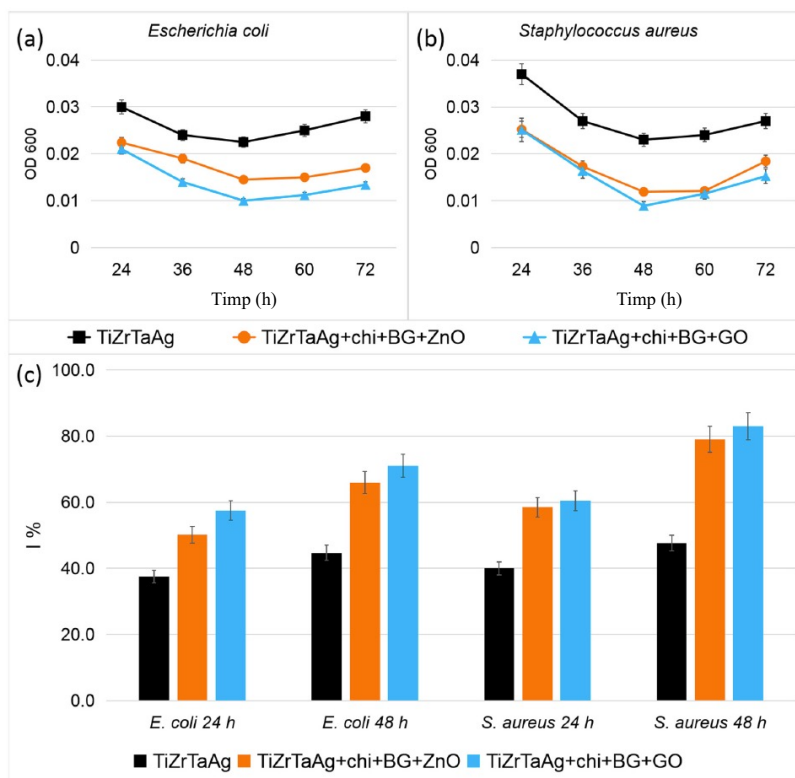 (a) Escherichia coli
0.04
0.03
0.02
0.01
0
OD 600
24 36 48 60 72
Timp (h)
(b) Staphylococcus aureus
0.04
0.03
0.02
0.01
0
OD 600
24 36 48 60 72
Timp (h)
TiZrTaAg TiZrTaAg+chi+BG+ZnO TiZrTaAg+chi+BG+GO
(c)
100.0
80.0
60.0
40.0
20.0
0.0
I %
E. coli 24 h E. coli 48 h S. aureus 24 h S. aureus 48 h
TiZrTaAg TiZrTaAg+chi+BG+ZnO TiZrTaAg+chi+BG+GO